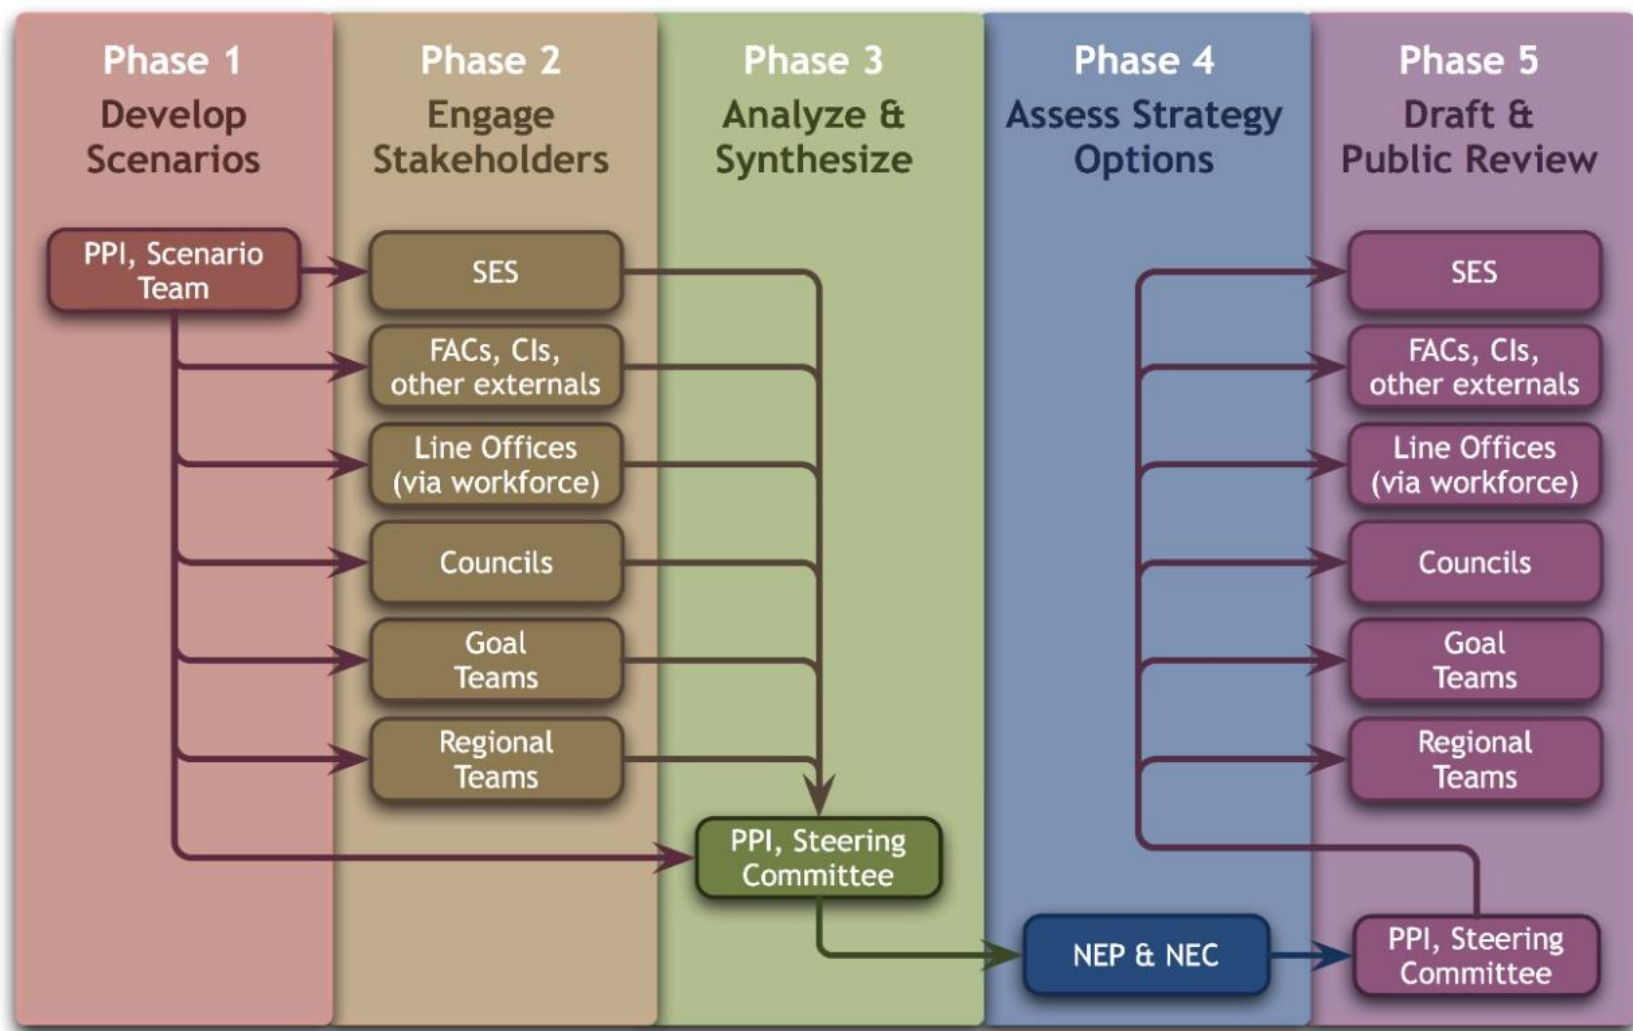 Phase 1
Develop
Scenarios
PPI, Scenario
Team
Phase 2
Engage
Stakeholders
SES
FACs, CIs,
other externals
Line Offices
(via workforce)
Councils
Goal
Teams
Regional
Teams
Phase 3
Analyze &
Synthesize
PPI, Steering
Committee
Phase 4
Assess Strategy
Options
NEP & NEC
Phase 5
Draft &
Public Review
SES
FACs, CIs,
other externals
Line Offices
(via workforce)
Councils
Goal
Teams
Regional
Teams
PPI, Steering
Committee